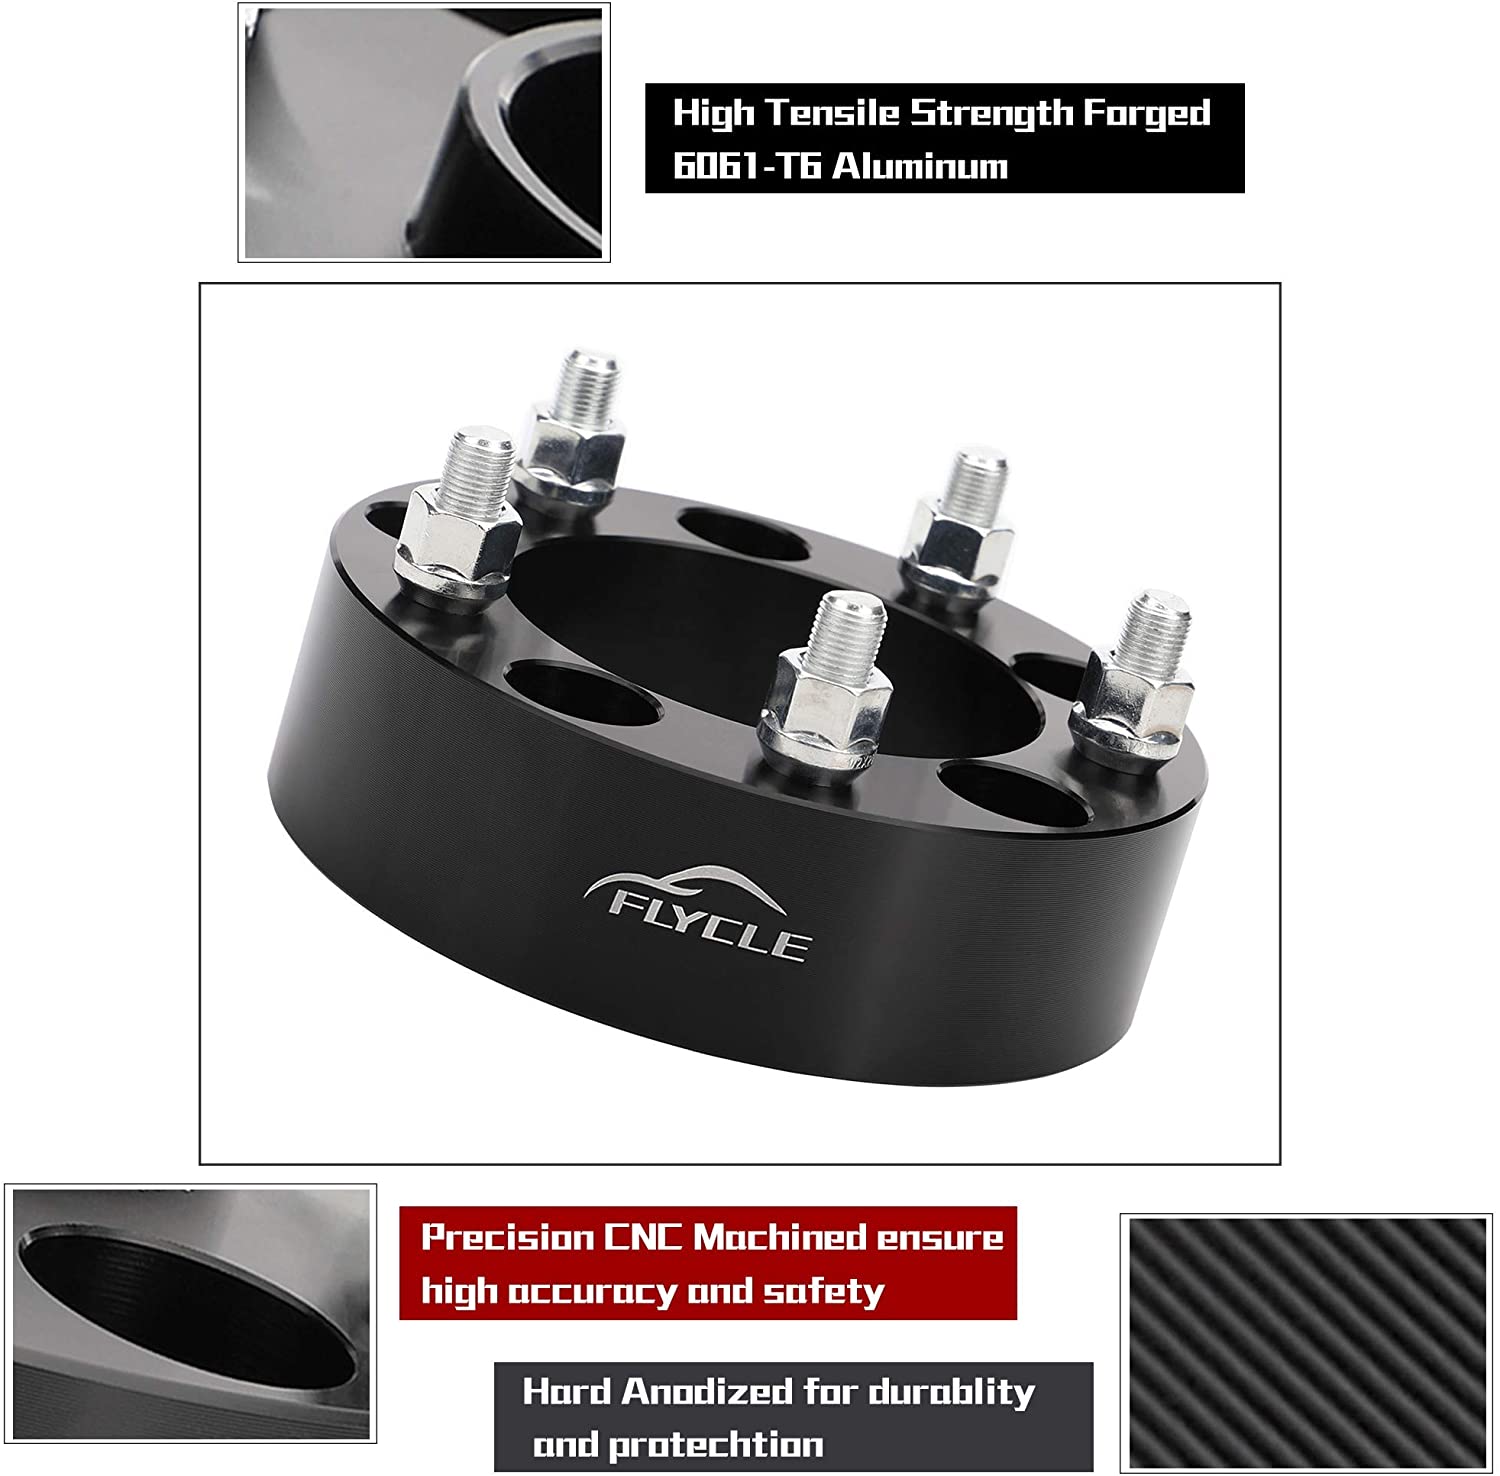 High Tensile Strength Forged
6061-T6 Aluminum
FLYCLE
Precision CNC Machined ensure
high accuracy and safety
Hard Anodized for durablity
and protechtion